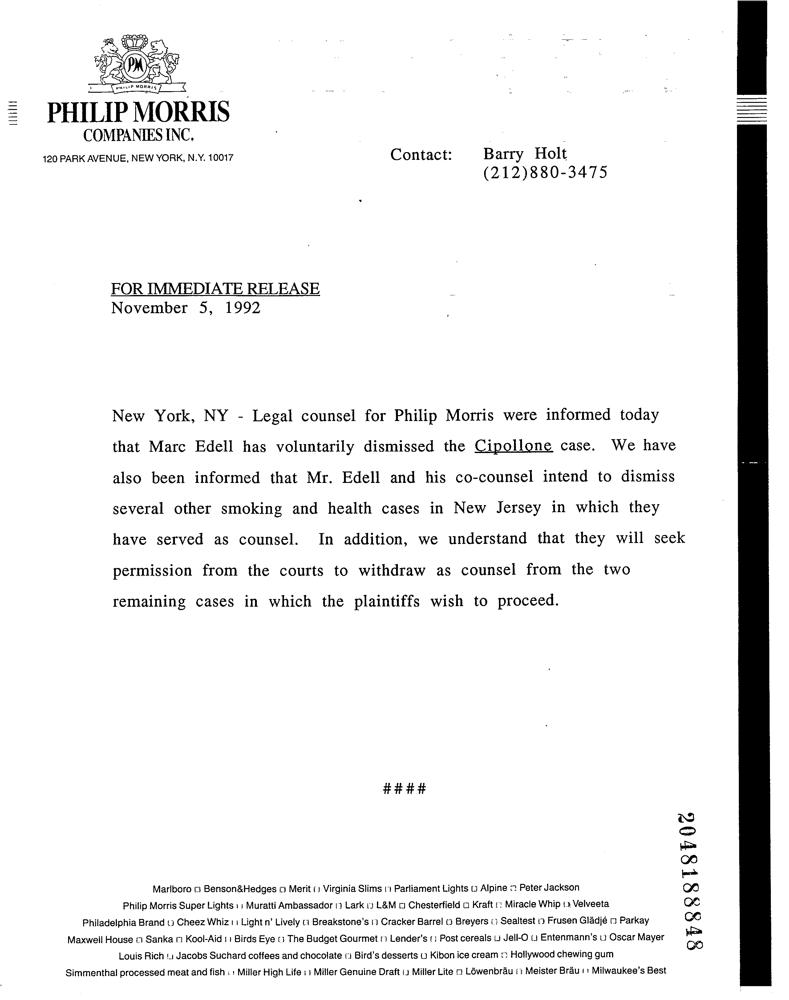 PM
PHILIP MORRIS
PHILIP MORRIS
COMPANIES INC.
120 PARK AVENUE, NEW YORK, N.Y. 10017
Contact: Barry Holt
(212)880-3475
FOR IMMEDIATE RELEASE
November 5, 1992
New York, NY - Legal counsel for Philip Morris were informed today
that Marc Edell has voluntarily dismissed the Cipollone case. We have
also been informed that Mr. Edell and his co-counsel intend to dismiss
several other smoking and health cases in New Jersey in which they
have served as counsel. In addition, we understand that they will seek
permission from the courts to withdraw as counsel from the two
remaining cases in which the plaintiffs wish to proceed.
####
2048188848
Marlboro □ Benson&Hedges □ Merit □ Virginia Slims □ Parliament Lights □ Alpine □ Peter Jackson
Philip Morris Super Lights □ Muratti Ambassador □ Lark □ L&M □ Chesterfield □ Kraft □ Miracle Whip □ Velveeta
Philadelphia Brand □ Cheez Whiz □ Light n' Lively □ Breakstone's □ Cracker Barrel □ Breyers □ Sealtest □ Frusen Glädjé □ Parkay
Maxwell House □ Sanka □ Kool-Aid □ Birds Eye □ The Budget Gourmet □ Lender's □ Post cereals □ Jell-O □ Entenmann's □ Oscar Mayer
Louis Rich □ Jacobs Suchard coffees and chocolate □ Bird's desserts □ Kibon ice cream □ Hollywood chewing gum
Simmenthal processed meat and fish □ Miller High Life □ Miller Genuine Draft □ Miller Lite □ Löwenbräu □ Meister Bräu □ Milwaukee's Best